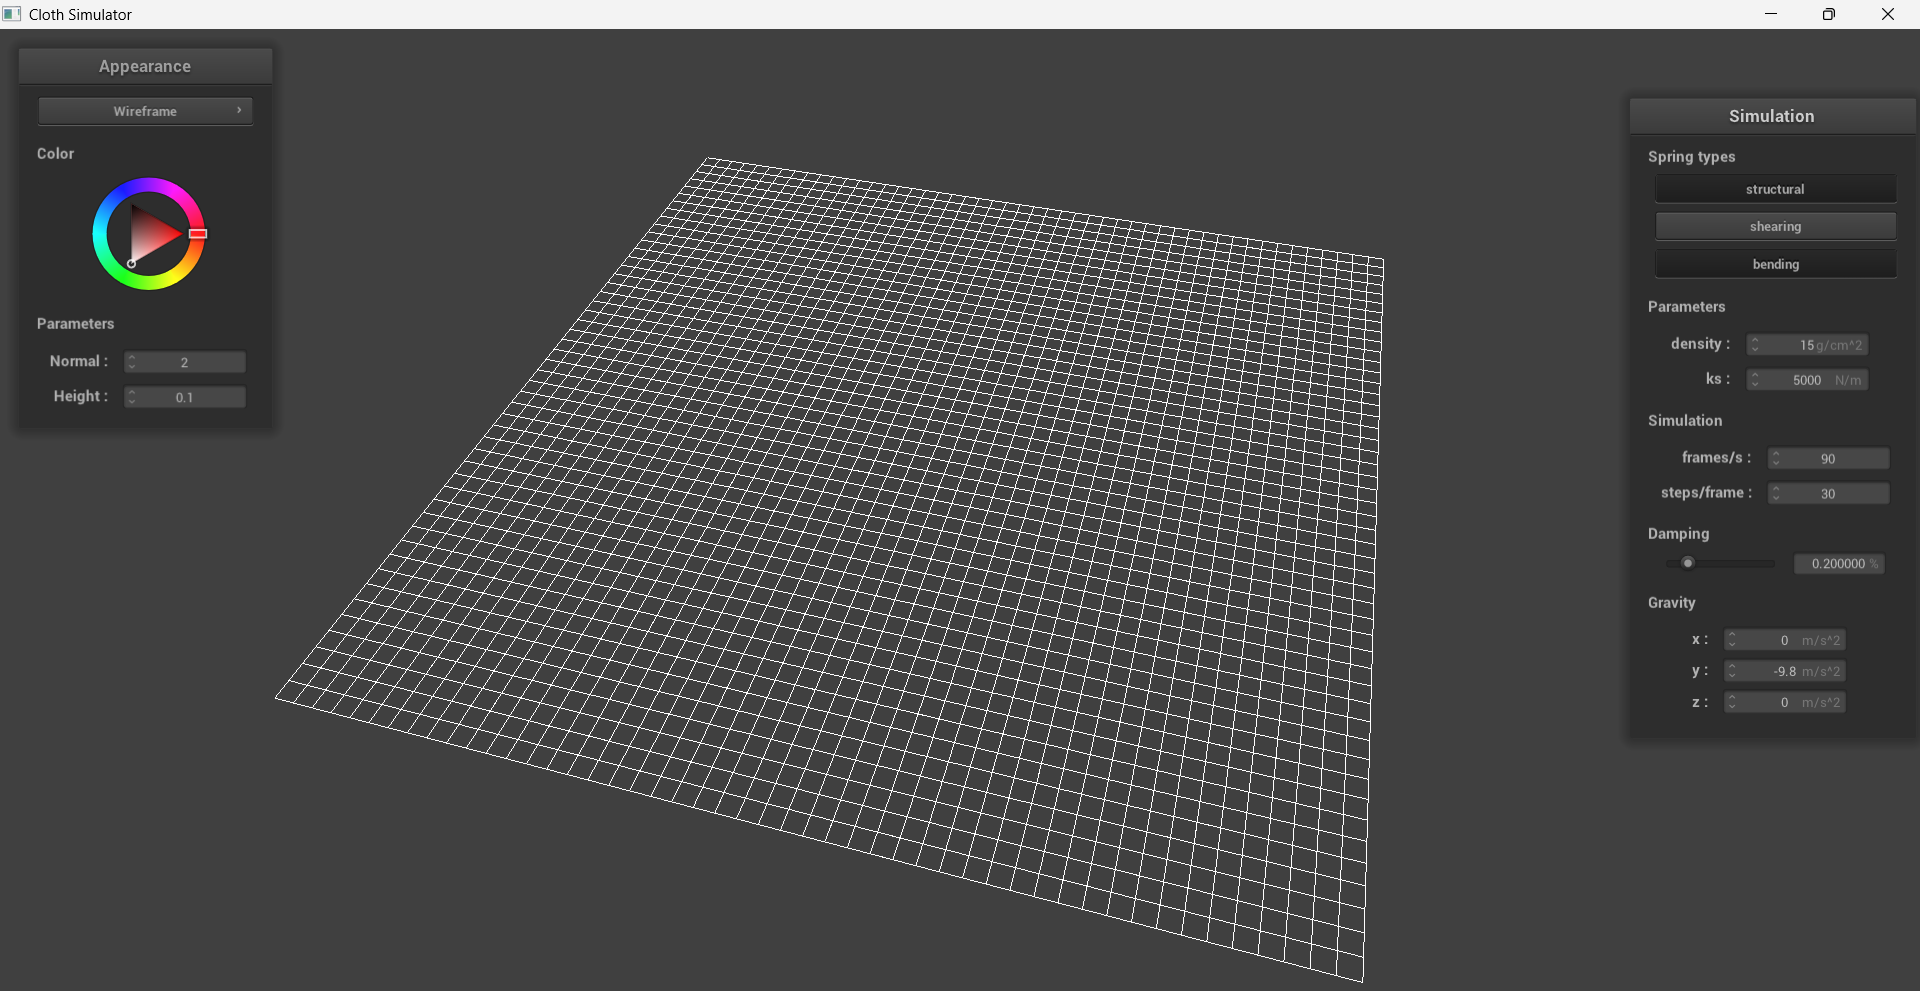 Cloth Simulator
Appearance
Wireframe
Color
Parameters
Normal : 2
Height : 0.1
Simulation
Spring types
structural
shearing
bending
Parameters
density : 15 g/cm^2
ks : 5000 N/m
Simulation
frames/s : 90
steps/frame : 30
Damping
0.200000 %
Gravity
x : 0 m/s^2
y : -9.8 m/s^2
z : 0 m/s^2